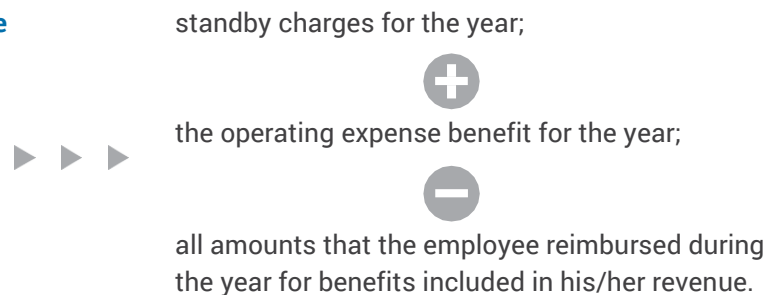 e
standby charges for the year;
the operating expense benefit for the year;
all amounts that the employee reimbursed during
the year for benefits included in his/her revenue.